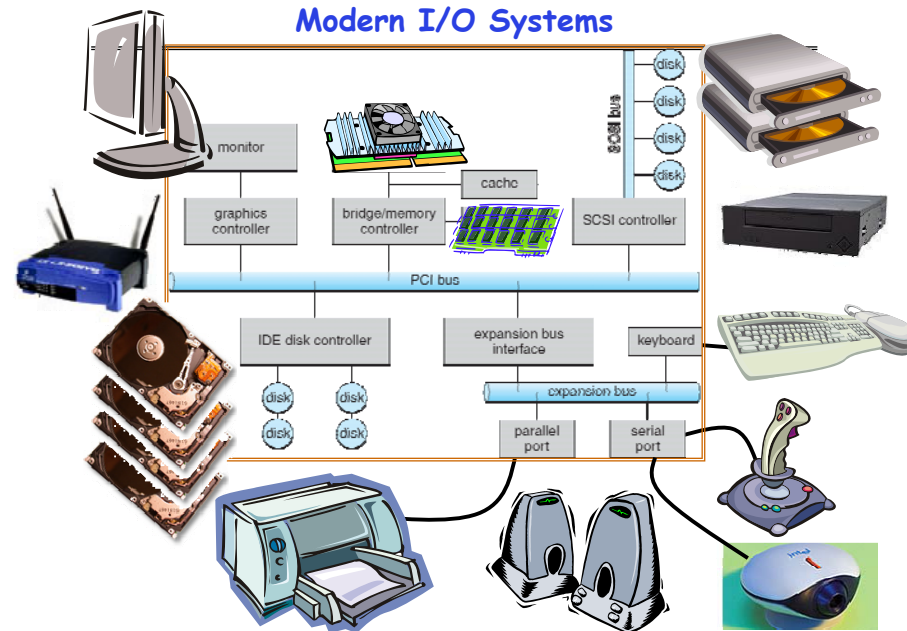 Modern I/O Systems
disk
disk
disk
disk
SCSI bus
monitor
cache
graphics
controller
bridge/memory
controller
SCSI controller
PCI bus
IDE disk controller
expansion bus
interface
keyboard
disk
disk
disk
disk
expansion bus
parallel
port
serial
port
intel